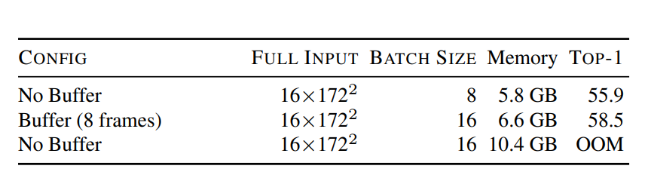 CONFIG FULL INPUT BATCH SIZE Memory TOP-1
No Buffer 16×172² 8 5.8 GB 55.9
Buffer (8 frames) 16×172² 16 6.6 GB 58.5
No Buffer 16×172² 16 10.4 GB OOM